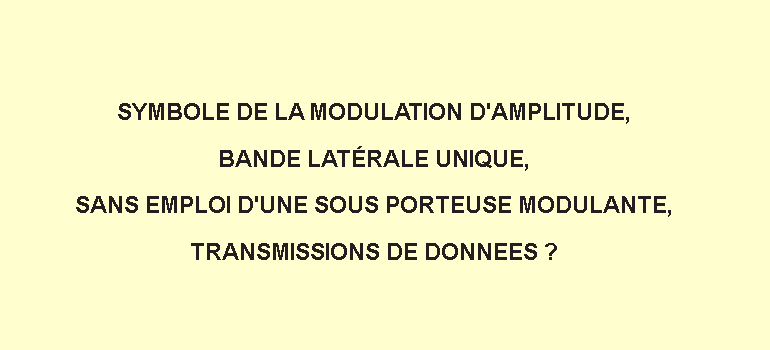 SYMBOLE DE LA MODULATION D'AMPLITUDE,
BANDE LATÉRALE UNIQUE,
SANS EMPLOI D'UNE SOUS PORTEUSE MODULANTE,
TRANSMISSIONS DE DONNEES ?